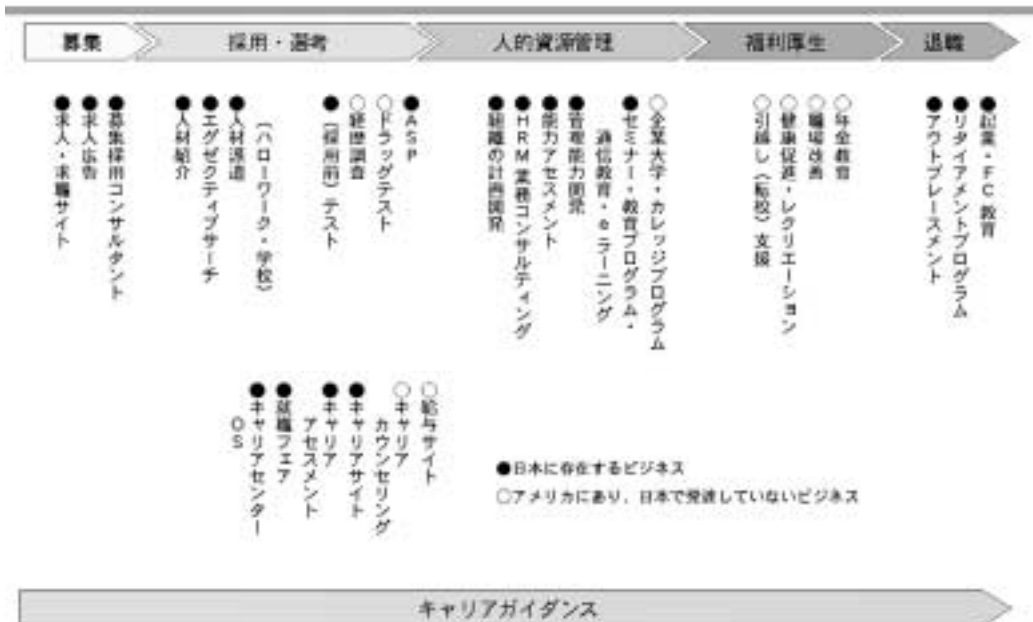 募集
採用・選考
人的資源管理
福利厚生
退職
●求人・求職サイト
●求人広告
●募集採用コンサルタント
●人材紹介
●エグゼクティブサーチ
●人材派遣
(ハローワーク・学校)
●(採用前)テスト
○経歴調査
○ドラッグテスト
●ASP
●組織の計画開発
●HRM業務コンサルティング
●能力アセスメント
●管理能力開発
通信教育・eラーニング
●セミナー・教育プログラム・
○企業大学・カレッジプログラム
○引越し(転校)支援
○健康促進・レクリエーション
○職場改善
○年金教育
●アウトプレースメント
●リタイアメントプログラム
●起業・FC教育
OS
●キャリアセンター
●就職フェア
アセスメント
●キャリア
●キャリアサイト
カウンセリング
○キャリア
○給与サイト
●日本に存在するビジネス
○アメリカにあり、日本で発達していないビジネス
キャリアガイダンス